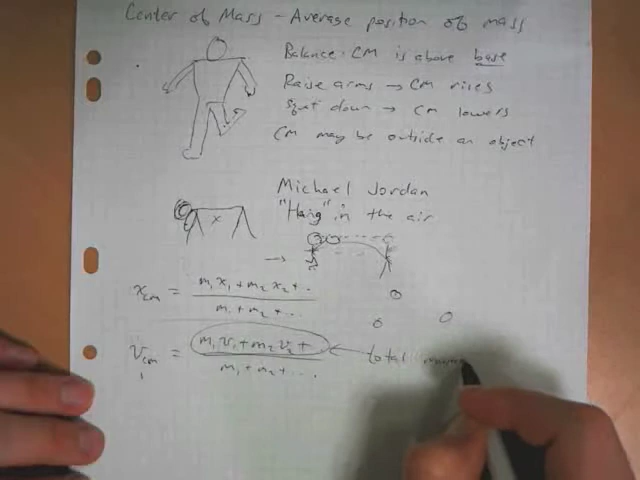 Center of Mass - Average position of mass
Balance: CM is above base
Raise arms → CM rises
Squat down → CM lowers
CM may be outside an object
Michael Jordan
"Hang" in the air
x
→
x_cm = (m₁x₁ + m₂x₂ + ..) / (m₁ + m₂ + ...)
v_cm = (m₁v₁ + m₂v₂ + ) / (m₁ + m₂ + ...) ← total